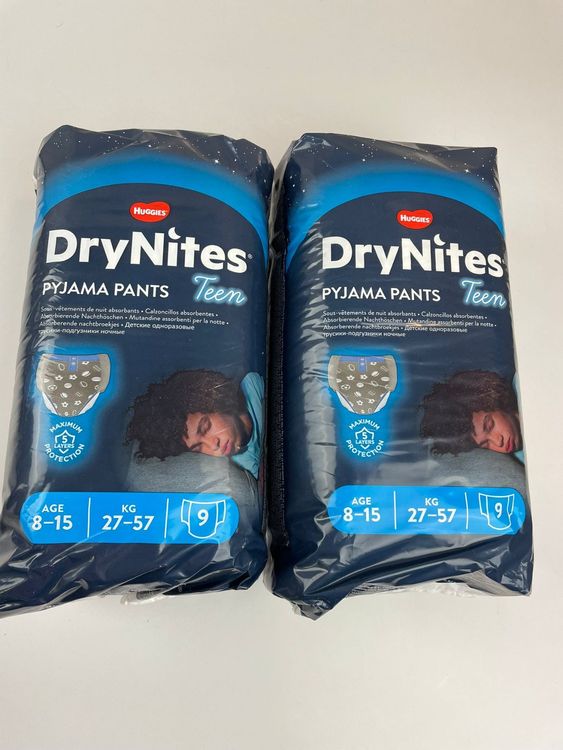 HUGGIES
DryNites®
PYJAMA PANTS Teen
Sous-vêtements de nuit absorbants • Calzoncillos absorbentes •
Absorbierende Nachthöschen • Mutandine assorbenti per la notte •
Absorberende nachtbroekjes • Детские одноразовые
трусики-подгузники ночные
MAXIMUM
5
LAYERS
PROTECTION
AGE
8–15
KG
27–57
9
HUGGIES
DryNites
PYJAMA PANTS Teen
Sous-vêtements de nuit absorbants • Calzoncillos absorbentes •
Absorbierende Nachthöschen • Mutandine assorbenti per la notte •
Absorberende nachtbroekjes • Детские одноразовые
трусики-подгузники ночные
MAXIMUM
5
LAYERS
PROTECTION
AGE
8–15
KG
27–57
9